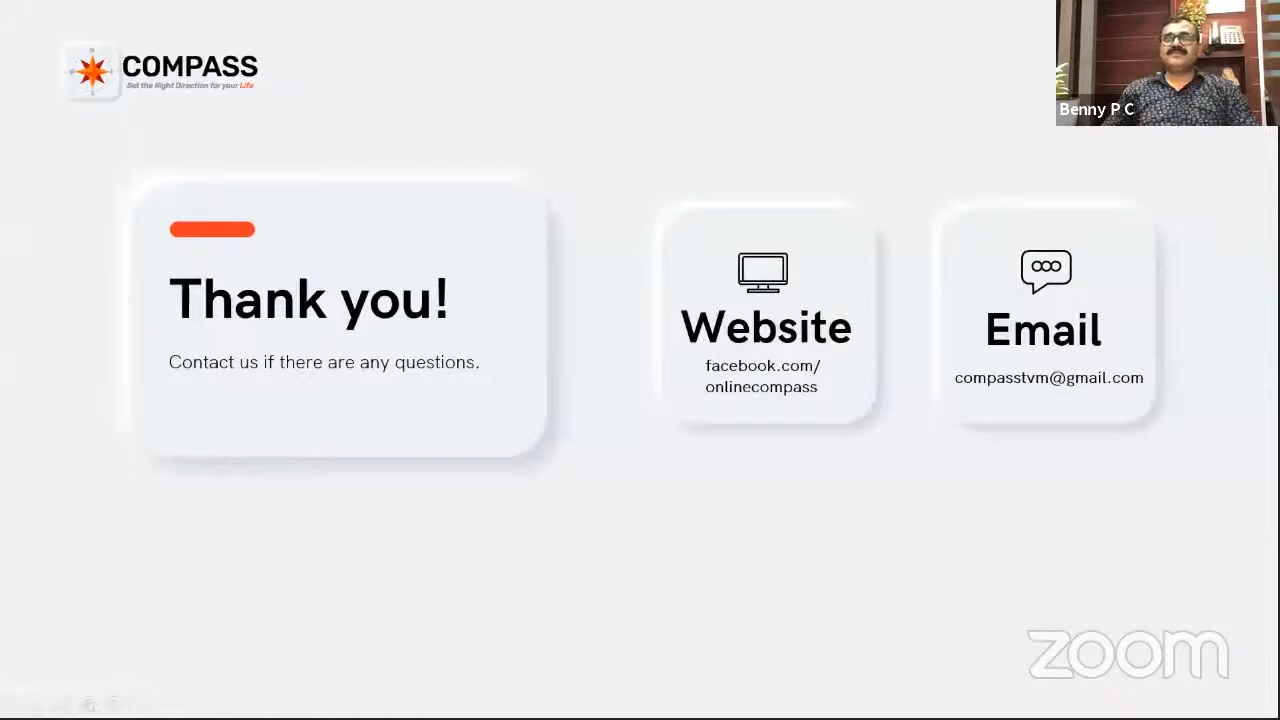 COMPASS
Set the Right Direction for your Life
Benny P C
Thank you!
Contact us if there are any questions.
Website
facebook.com/
onlinecompass
Email
compasstvm@gmail.com
zoom